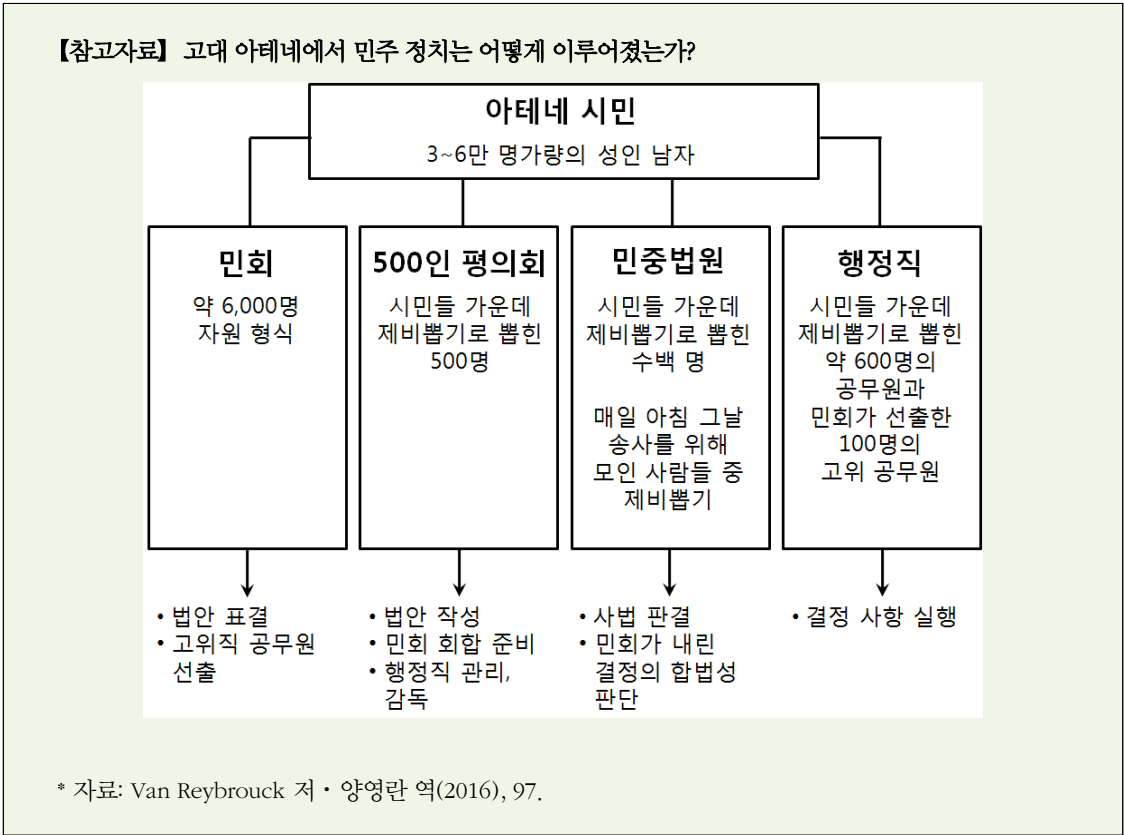 【참고자료】 고대 아테네에서 민주 정치는 어떻게 이루어졌는가?
아테네 시민
3~6만 명가량의 성인 남자
민회
약 6,000명
자원 형식
500인 평의회
시민들 가운데
제비뽑기로 뽑힌
500명
민중법원
시민들 가운데
제비뽑기로 뽑힌
수백 명
매일 아침 그날
송사를 위해
모인 사람들 중
제비뽑기
행정직
시민들 가운데
제비뽑기로 뽑힌
약 600명의
공무원과
민회가 선출한
100명의
고위 공무원
• 법안 표결
• 고위직 공무원
선출
• 법안 작성
• 민회 회합 준비
• 행정직 관리,
감독
• 사법 판결
• 민회가 내린
결정의 합법성
판단
• 결정 사항 실행
* 자료: Van Reybrouck 저・양영란 역(2016), 97.